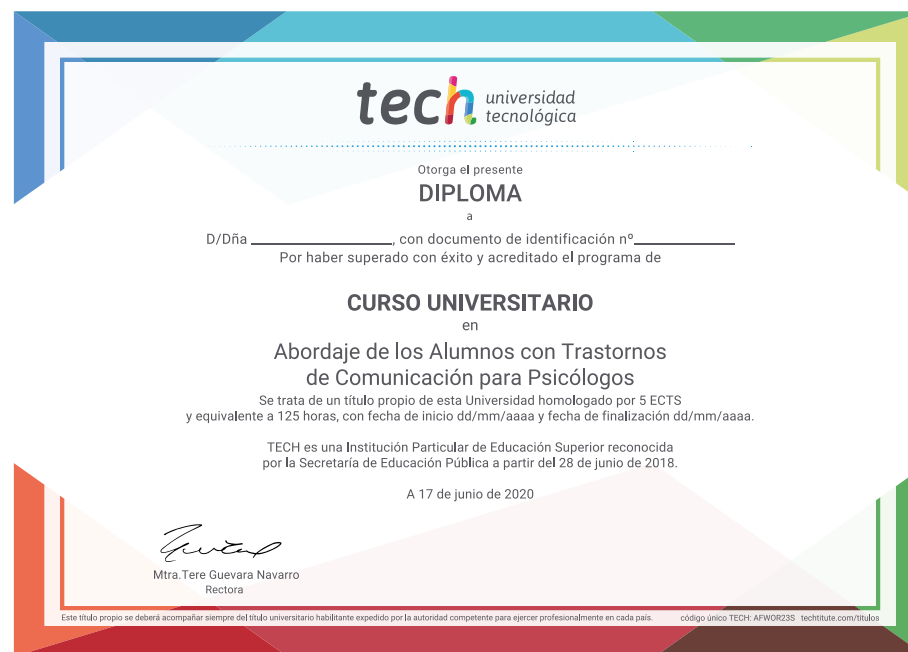 tech universidad
tecnológica
Otorga el presente
DIPLOMA
a
D/Dña ____________________, con documento de identificación nº______________
Por haber superado con éxito y acreditado el programa de
CURSO UNIVERSITARIO
en
Abordaje de los Alumnos con Trastornos
de Comunicación para Psicólogos
Se trata de un título propio de esta Universidad homologado por 5 ECTS
y equivalente a 125 horas, con fecha de inicio dd/mm/aaaa y fecha de finalización dd/mm/aaaa.
TECH es una Institución Particular de Educación Superior reconocida
por la Secretaría de Educación Pública a partir del 28 de junio de 2018.
A 17 de junio de 2020
Mtra.Tere Guevara Navarro
Rectora
Este título propio se deberá acompañar siempre del título universitario habilitante expedido por la autoridad competente para ejercer profesionalmente en cada país. código único TECH: AFWOR23S techtitute.com/titulos